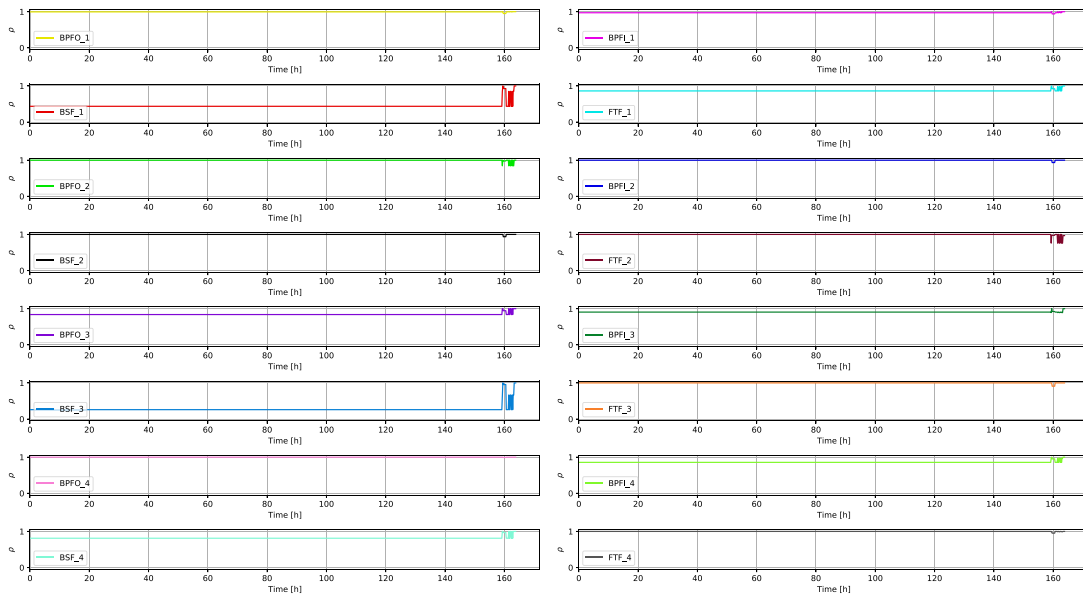 1
ρ
0
BPFO_1
0 20 40 60 80 100 120 140 160
Time [h]
1
ρ
0
BPFI_1
0 20 40 60 80 100 120 140 160
Time [h]
1
ρ
0
BSF_1
0 20 40 60 80 100 120 140 160
Time [h]
1
ρ
0
FTF_1
0 20 40 60 80 100 120 140 160
Time [h]
1
ρ
0
BPFO_2
0 20 40 60 80 100 120 140 160
Time [h]
1
ρ
0
BPFI_2
0 20 40 60 80 100 120 140 160
Time [h]
1
ρ
0
BSF_2
0 20 40 60 80 100 120 140 160
Time [h]
1
ρ
0
FTF_2
0 20 40 60 80 100 120 140 160
Time [h]
1
ρ
0
BPFO_3
0 20 40 60 80 100 120 140 160
Time [h]
1
ρ
0
BPFI_3
0 20 40 60 80 100 120 140 160
Time [h]
1
ρ
0
BSF_3
0 20 40 60 80 100 120 140 160
Time [h]
1
ρ
0
FTF_3
0 20 40 60 80 100 120 140 160
Time [h]
1
ρ
0
BPFO_4
0 20 40 60 80 100 120 140 160
Time [h]
1
ρ
0
BPFI_4
0 20 40 60 80 100 120 140 160
Time [h]
1
ρ
0
BSF_4
0 20 40 60 80 100 120 140 160
Time [h]
1
ρ
0
FTF_4
0 20 40 60 80 100 120 140 160
Time [h]